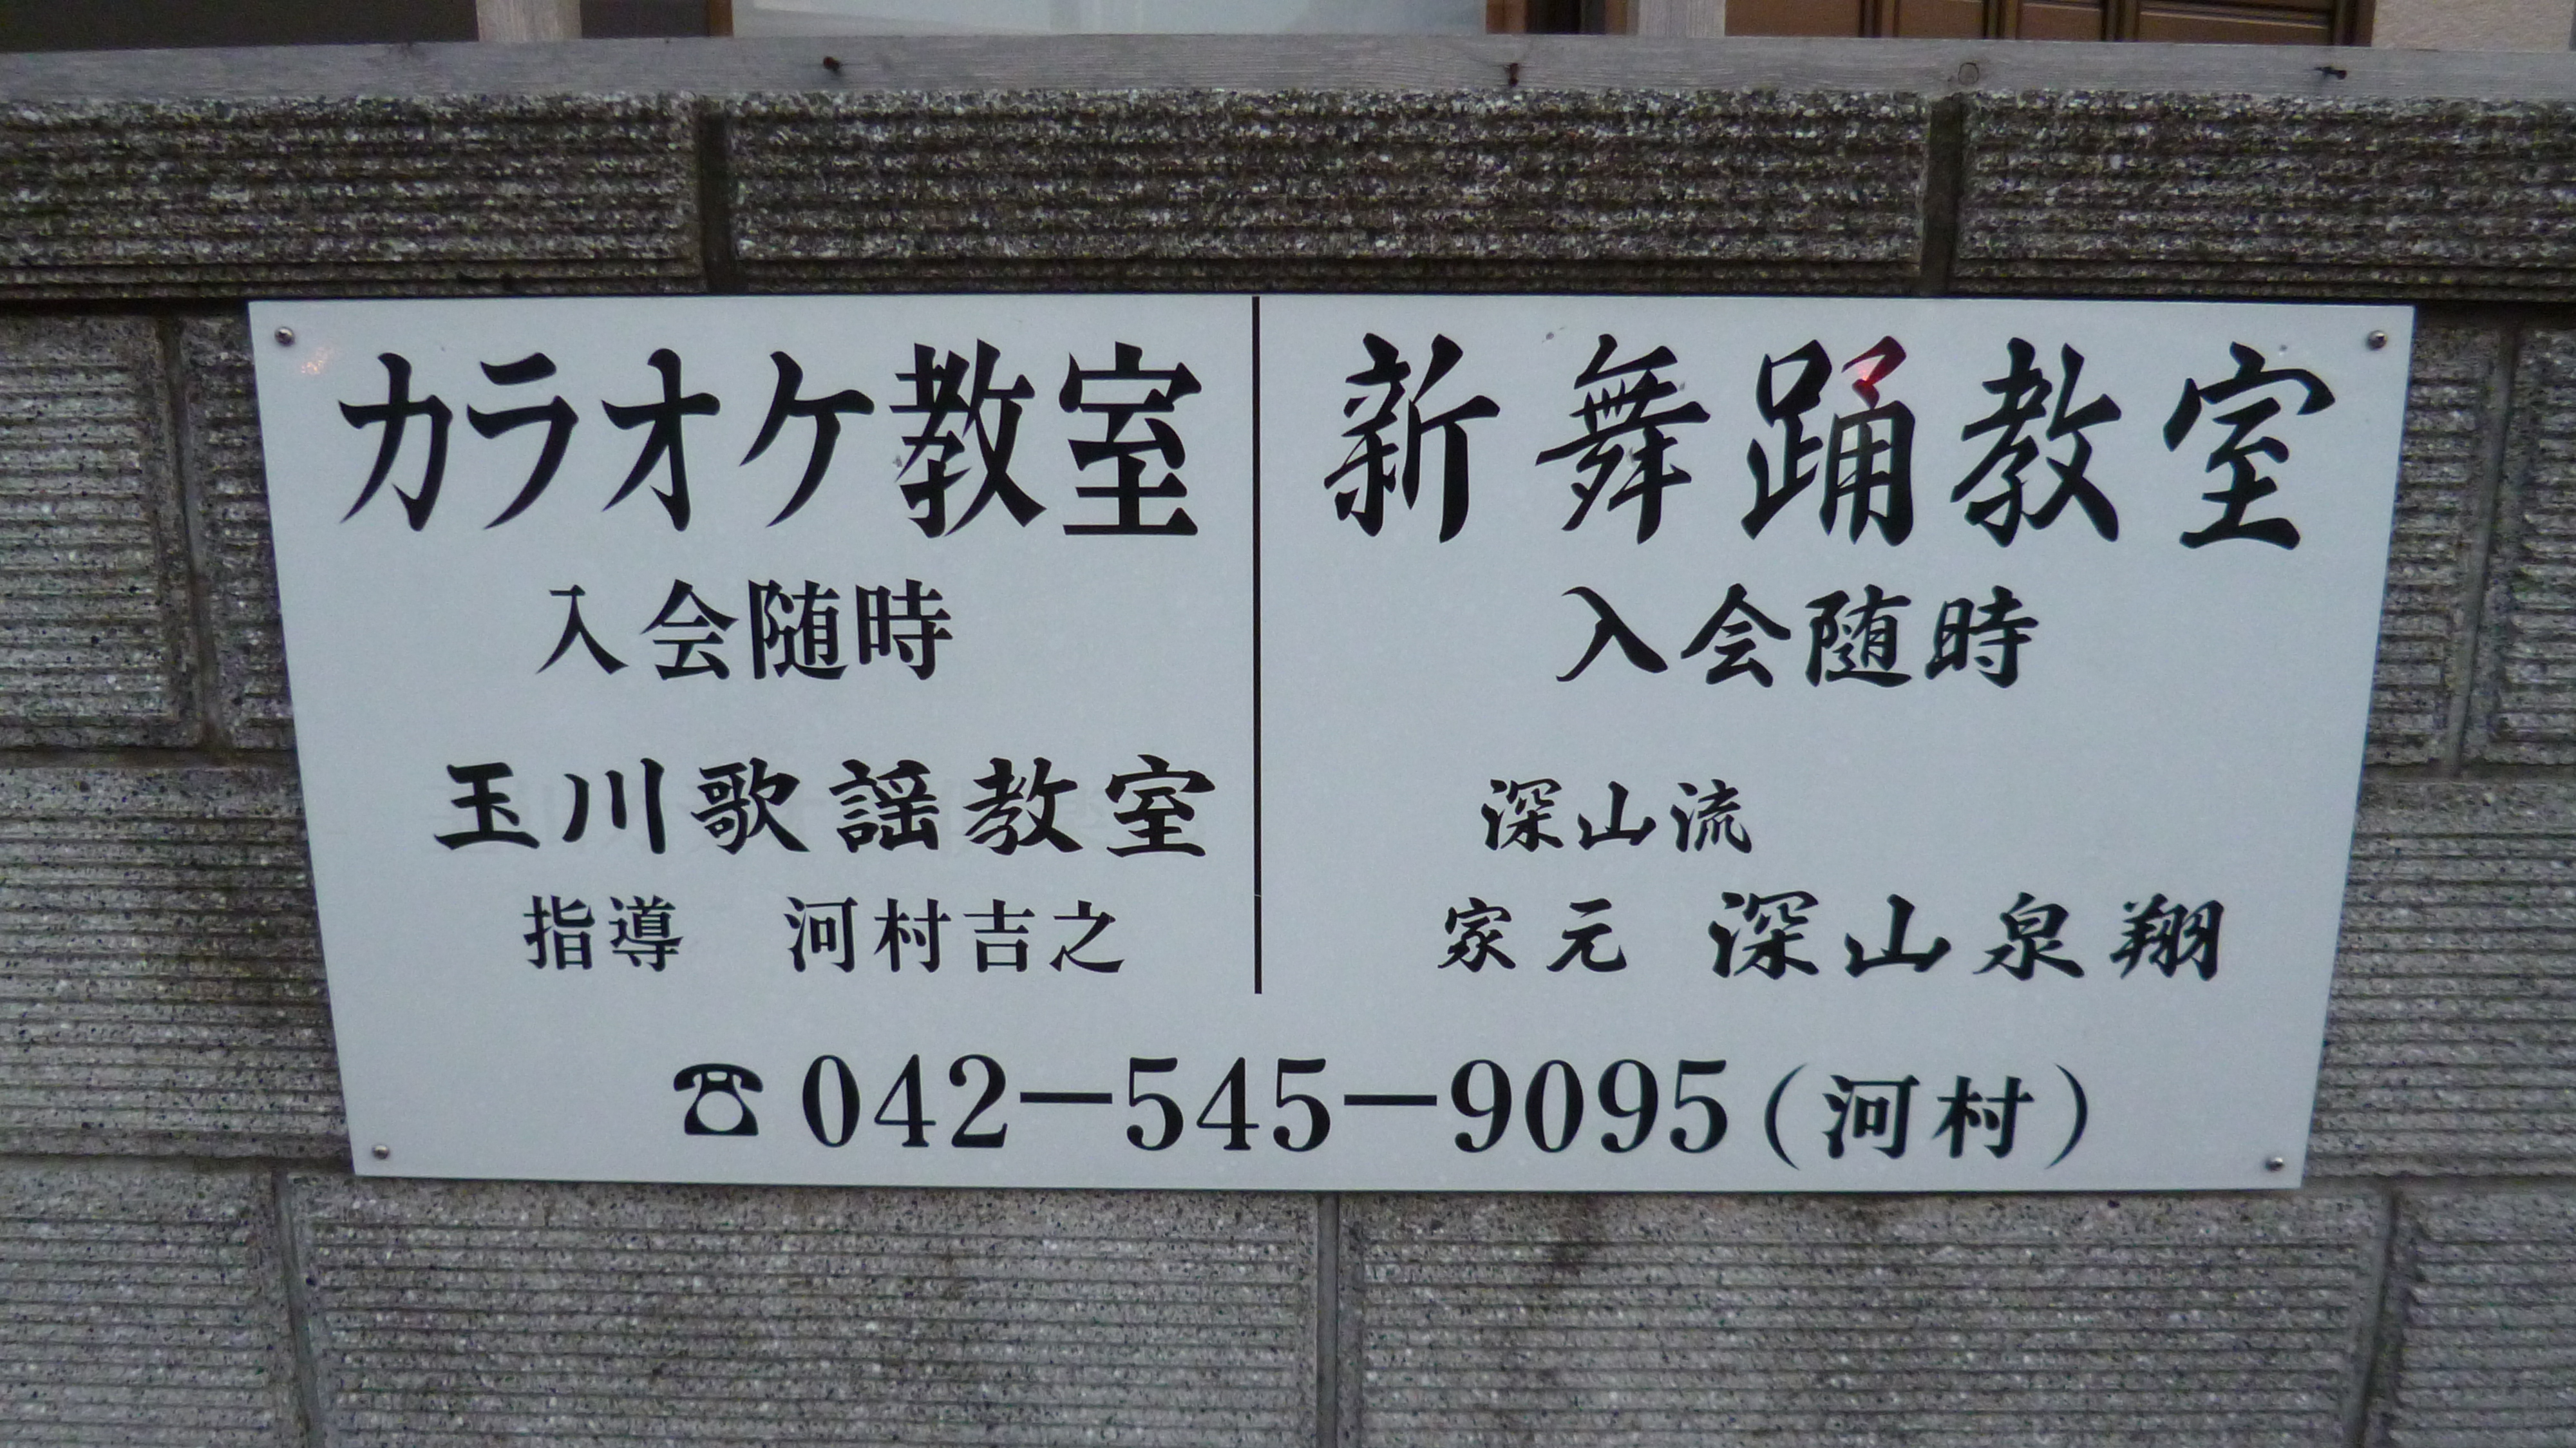 カラオケ教室
入会随時
玉川歌謡教室
指導 河村吉之
新舞踊教室
入会随時
深山流
家元 深山泉翔
☎042-545-9095(河村)